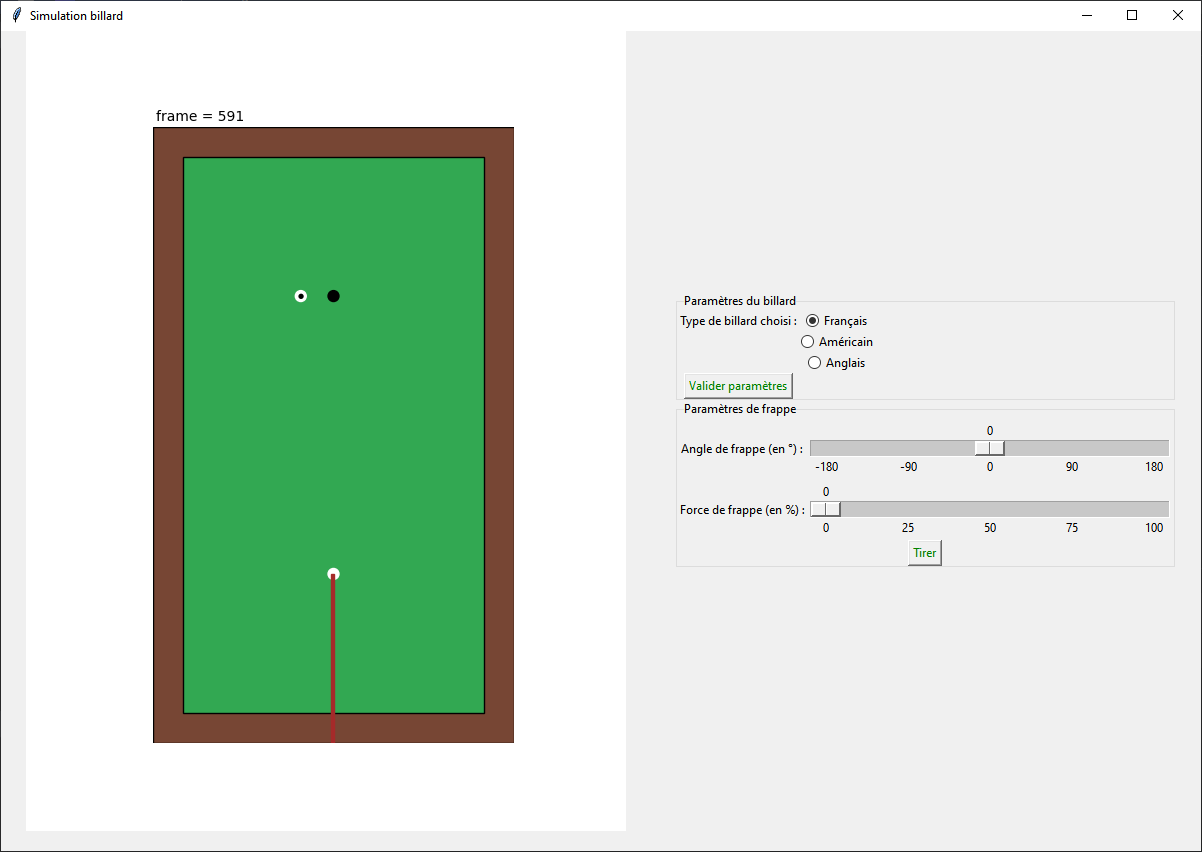 Simulation billard
frame = 591
Paramètres du billard
Type de billard choisi : Français
Américain
Anglais
Valider paramètres
Paramètres de frappe
0
Angle de frappe (en °) :
-180 -90 0 90 180
0
Force de frappe (en %) :
0 25 50 75 100
Tirer